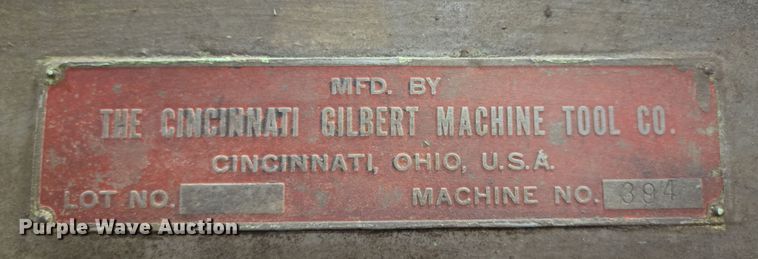 MFD. BY
THE CINCINNATI GILBERT MACHINE TOOL CO.
CINCINNATI, OHIO, U.S.A.
LOT NO. MACHINE NO. 394
Purple Wave Auction